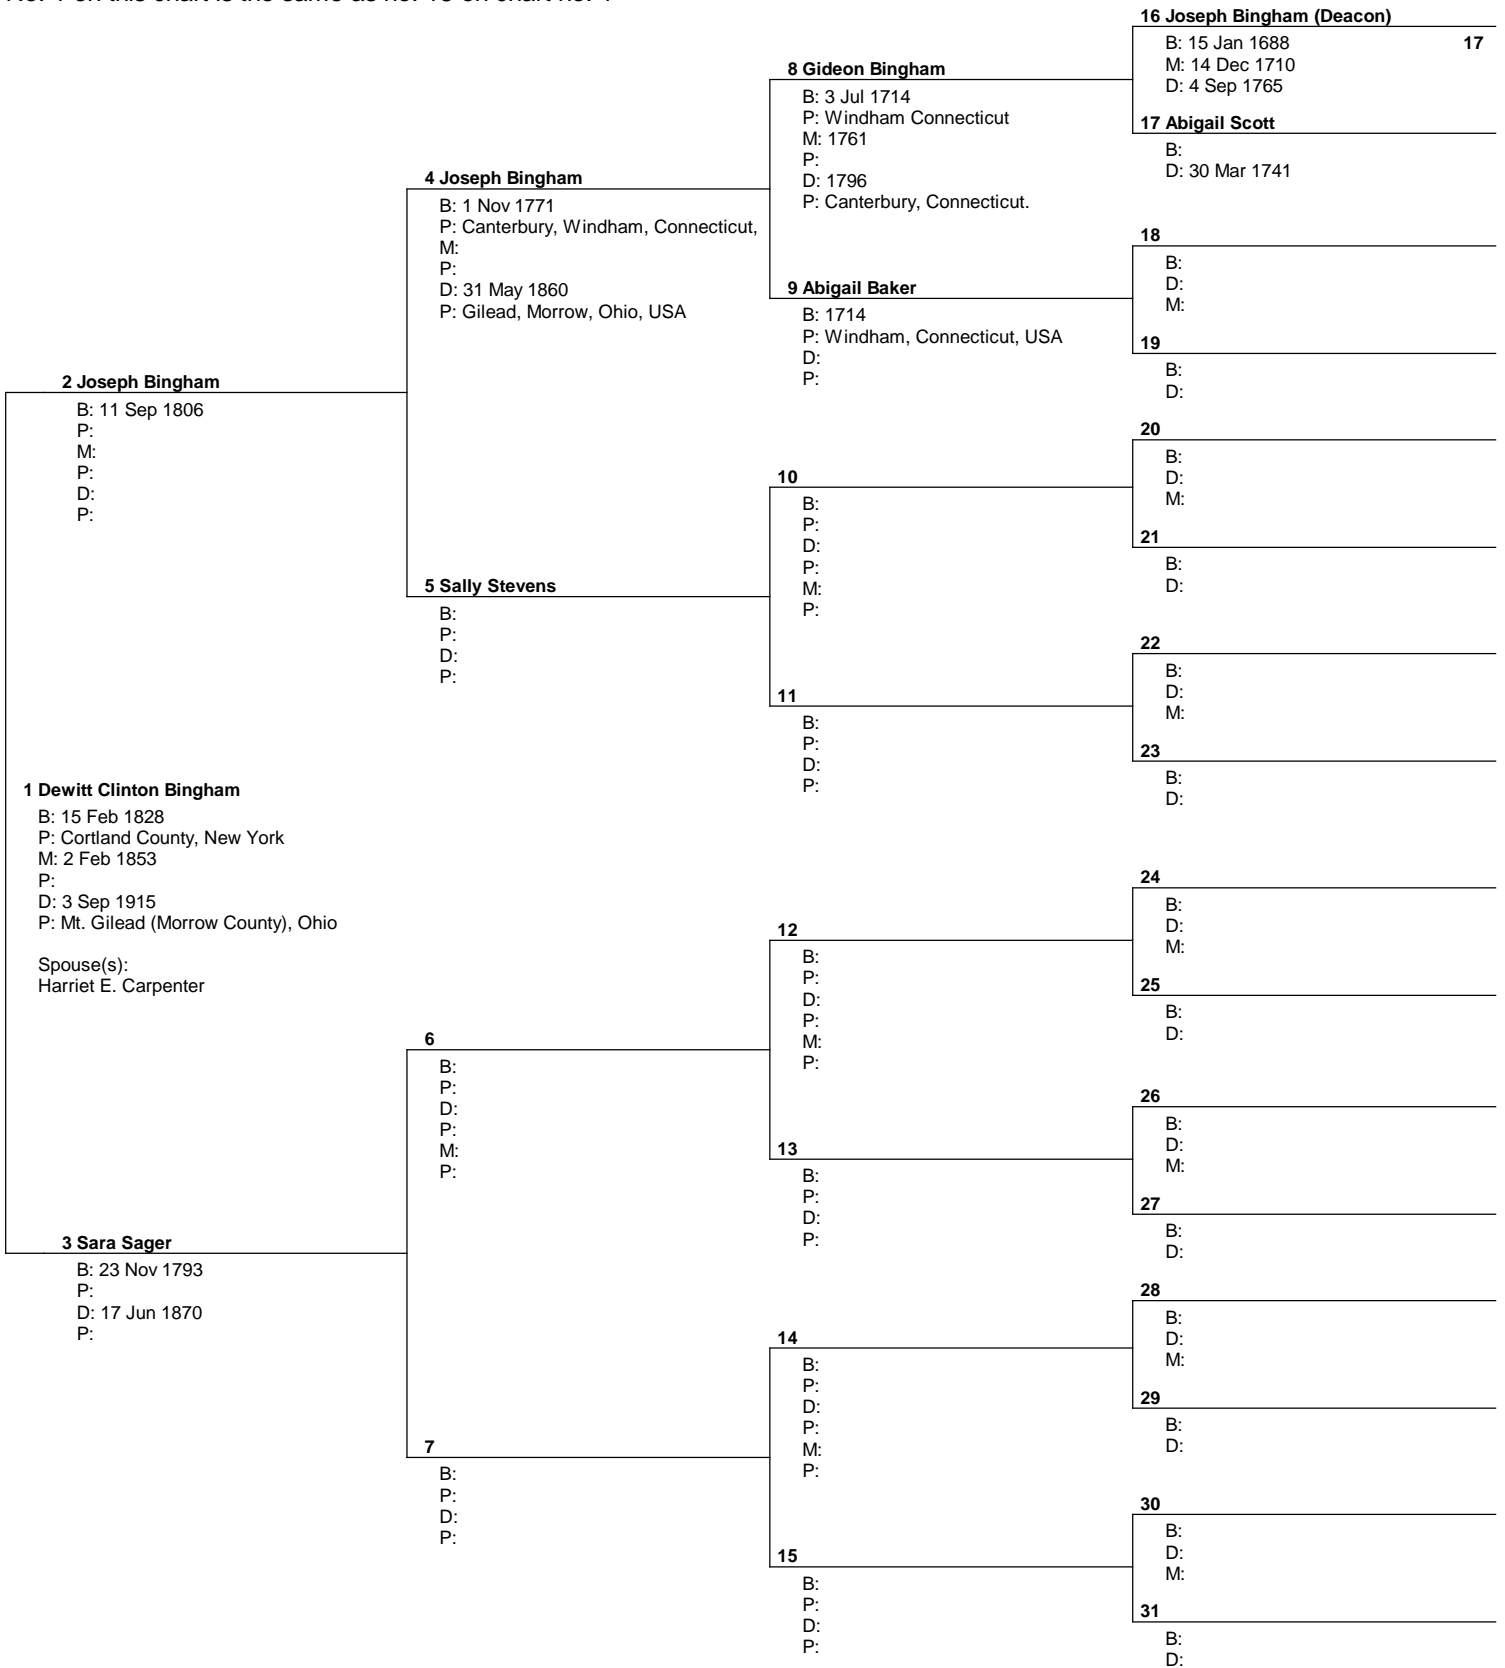 No. 1 on this chart is the same as no. 16 on chart no. 1
16 Joseph Bingham (Deacon)
B: 15 Jan 1688 17
M: 14 Dec 1710
D: 4 Sep 1765
8 Gideon Bingham
B: 3 Jul 1714
P: Windham Connecticut
M: 1761
P:
D: 1796
P: Canterbury, Connecticut.
17 Abigail Scott
B:
D: 30 Mar 1741
4 Joseph Bingham
B: 1 Nov 1771
P: Canterbury, Windham, Connecticut,
M:
P:
D: 31 May 1860
P: Gilead, Morrow, Ohio, USA
18
B:
D:
M:
9 Abigail Baker
B: 1714
P: Windham, Connecticut, USA
D:
P:
19
B:
D:
2 Joseph Bingham
B: 11 Sep 1806
P:
M:
P:
D:
P:
20
B:
D:
M:
10
B:
P:
D:
P:
M:
P:
21
B:
D:
5 Sally Stevens
B:
P:
D:
P:
22
B:
D:
M:
11
B:
P:
D:
P:
23
B:
D:
1 Dewitt Clinton Bingham
B: 15 Feb 1828
P: Cortland County, New York
M: 2 Feb 1853
P:
D: 3 Sep 1915
P: Mt. Gilead (Morrow County), Ohio
Spouse(s):
Harriet E. Carpenter
24
B:
D:
M:
12
B:
P:
D:
P:
M:
P:
25
B:
D:
6
B:
P:
D:
P:
M:
P:
26
B:
D:
M:
13
B:
P:
D:
P:
27
B:
D:
3 Sara Sager
B: 23 Nov 1793
P:
D: 17 Jun 1870
P:
28
B:
D:
M:
14
B:
P:
D:
P:
M:
P:
29
B:
D:
7
B:
P:
D:
P:
30
B:
D:
M:
15
B:
P:
D:
P:
31
B:
D: